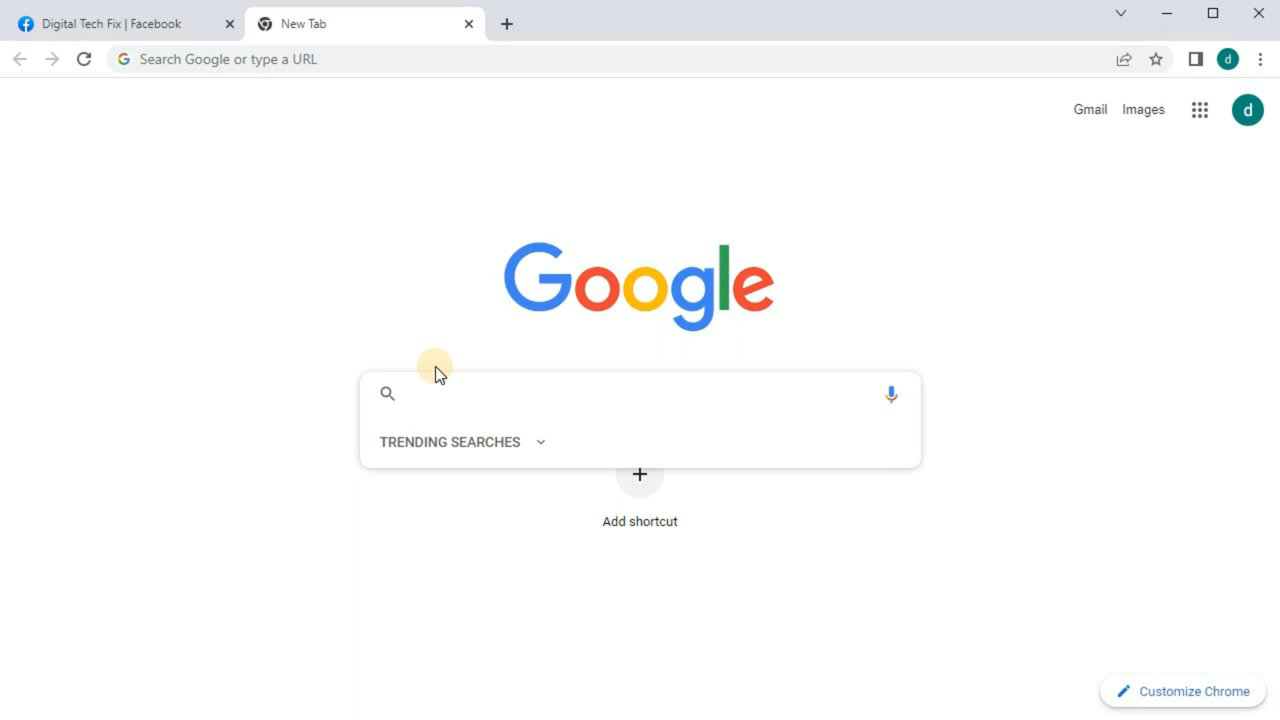 Digital Tech Fix | Facebook
New Tab
Search Google or type a URL
d
Gmail
Images
d
Google
TRENDING SEARCHES
Add shortcut
Customize Chrome